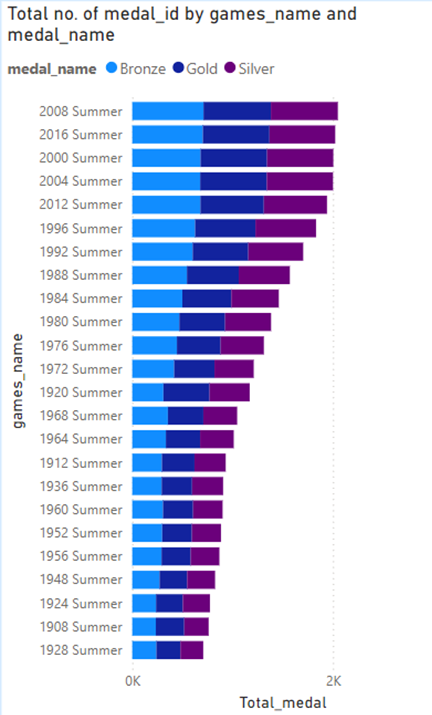 Total no. of medal_id by games_name and
medal_name
medal_name Bronze Gold Silver
games_name
2008 Summer
2016 Summer
2000 Summer
2004 Summer
2012 Summer
1996 Summer
1992 Summer
1988 Summer
1984 Summer
1980 Summer
1976 Summer
1972 Summer
1920 Summer
1968 Summer
1964 Summer
1912 Summer
1936 Summer
1960 Summer
1952 Summer
1956 Summer
1948 Summer
1924 Summer
1908 Summer
1928 Summer
0K 2K
Total_medal